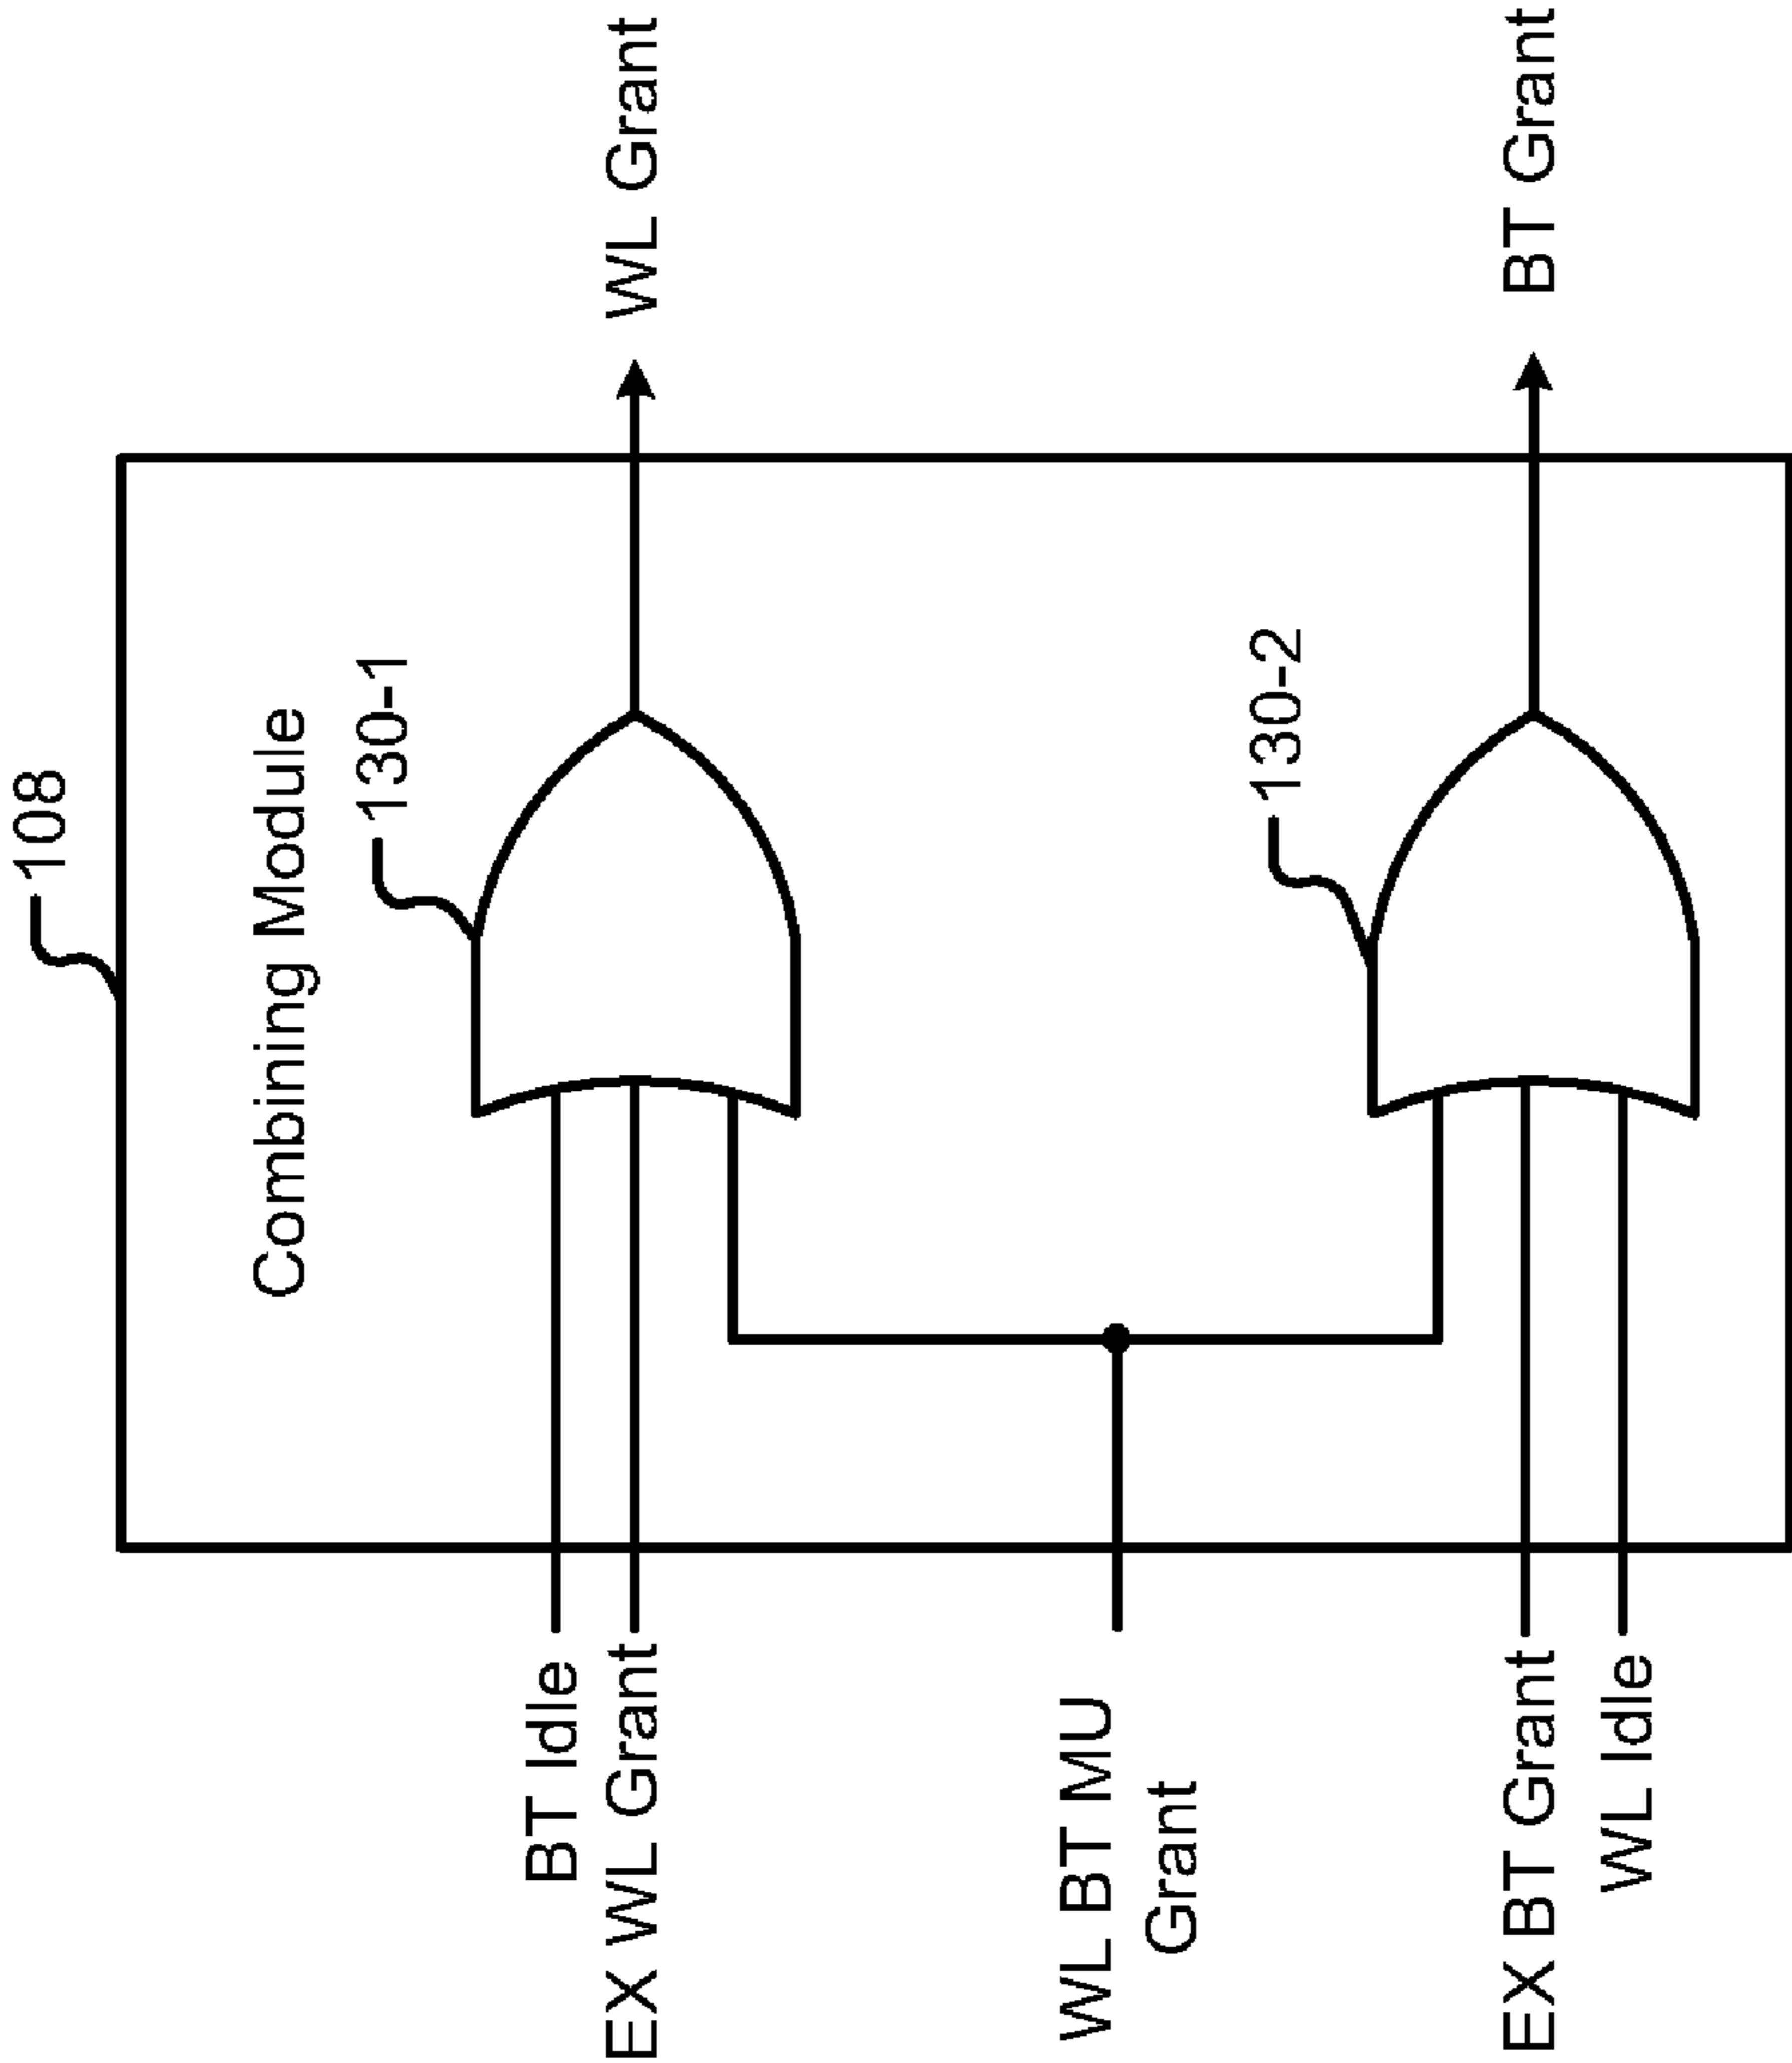 108
Combining Module
130-1
BT Idle
EX WL Grant
WL Grant
WL BT MU
Grant
130-2
EX BT Grant
BT Grant
WL Idle